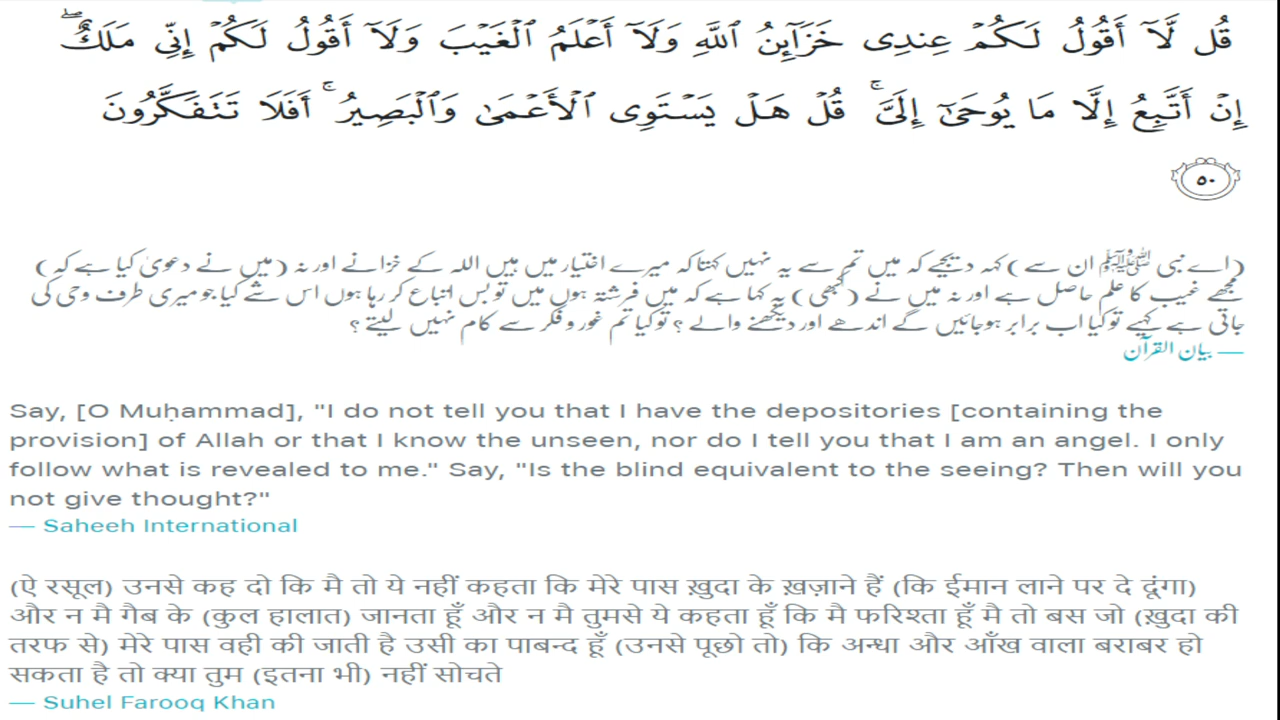 قُل لَّآ أَقُولُ لَكُمْ عِندِى خَزَآئِنُ ٱللَّهِ وَلَآ أَعْلَمُ ٱلْغَيْبَ وَلَآ أَقُولُ لَكُمْ إِنِّى مَلَكٌ ۖ
إِنْ أَتَّبِعُ إِلَّا مَا يُوحَىٰٓ إِلَىَّ ۚ قُلْ هَلْ يَسْتَوِى ٱلْأَعْمَىٰ وَٱلْبَصِيرُ ۚ أَفَلَا تَتَفَكَّرُونَ
٥٠
(اے نبی ﷺ ان سے) کہہ دیجیے کہ میں تم سے یہ نہیں کہتا کہ میرے اختیار میں ہیں اللہ کے خزانے اور نہ (میں نے دعویٰ کیا ہے کہ)
مجھے غیب کا علم حاصل ہے اور نہ میں نے (کبھی) یہ کہا ہے کہ میں فرشتہ ہوں میں تو بس اتباع کر رہا ہوں اس شے کیا جو میری طرف وحی کی
جاتی ہے کہیے تو کیا اب برابر ہوجائیں گے اندھے اور دیکھنے والے ؟ تو کیا تم غور و فکر سے کام نہیں لیتے ؟
— بیان القرآن
Say, [O Muḥammad], "I do not tell you that I have the depositories [containing the
provision] of Allah or that I know the unseen, nor do I tell you that I am an angel. I only
follow what is revealed to me." Say, "Is the blind equivalent to the seeing? Then will you
not give thought?"
— Saheeh International
(ऐ रसूल) उनसे कह दो कि मै तो ये नहीं कहता कि मेरे पास ख़ुदा के ख़ज़ाने हैं (कि ईमान लाने पर दे दूंगा)
और न मै गैब के (कुल हालात) जानता हूँ और न मै तुमसे ये कहता हूँ कि मै फरिश्ता हूँ मै तो बस जो (ख़ुदा की
तरफ से) मेरे पास वही की जाती है उसी का पाबन्द हूँ (उनसे पूछो तो) कि अन्धा और आँख वाला बराबर हो
सकता है तो क्या तुम (इतना भी) नहीं सोचते
— Suhel Farooq Khan